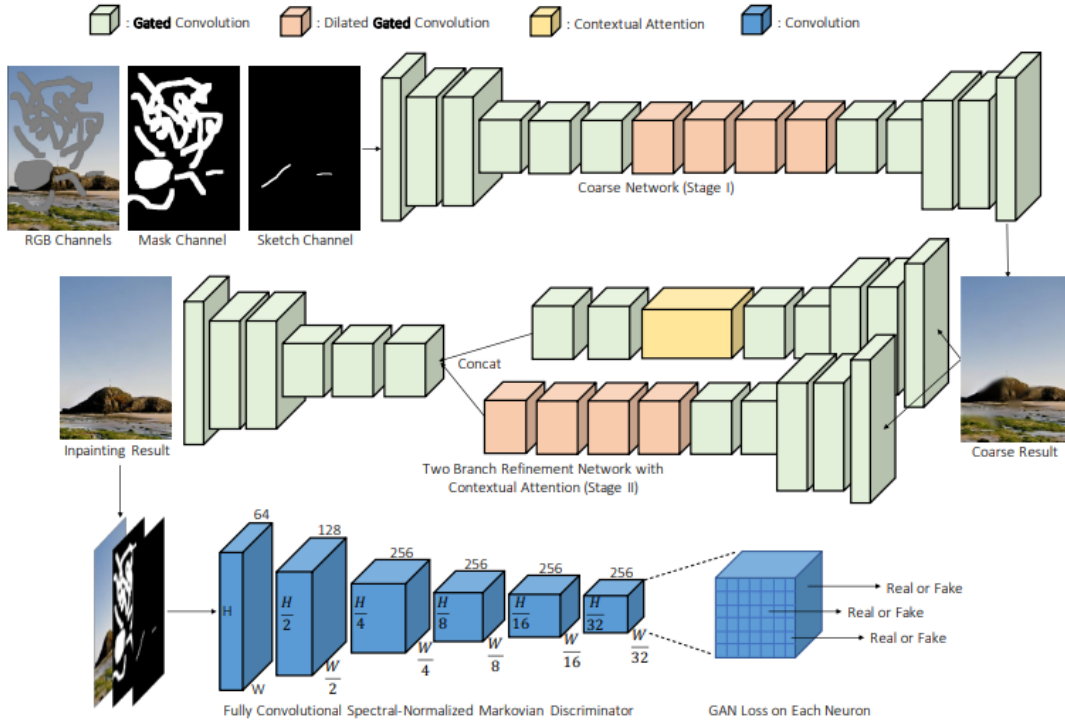 : Gated Convolution
: Dilated Gated Convolution
: Contextual Attention
: Convolution
RGB Channels
Mask Channel
Sketch Channel
Coarse Network (Stage I)
Concat
Inpainting Result
Two Branch Refinement Network with
Contextual Attention (Stage II)
Coarse Result
64
128
256
256
256
256
H
H/2
H/4
H/8
H/16
H/32
W
W/2
W/4
W/8
W/16
W/32
Real or Fake
Real or Fake
Real or Fake
Fully Convolutional Spectral-Normalized Markovian Discriminator
GAN Loss on Each Neuron